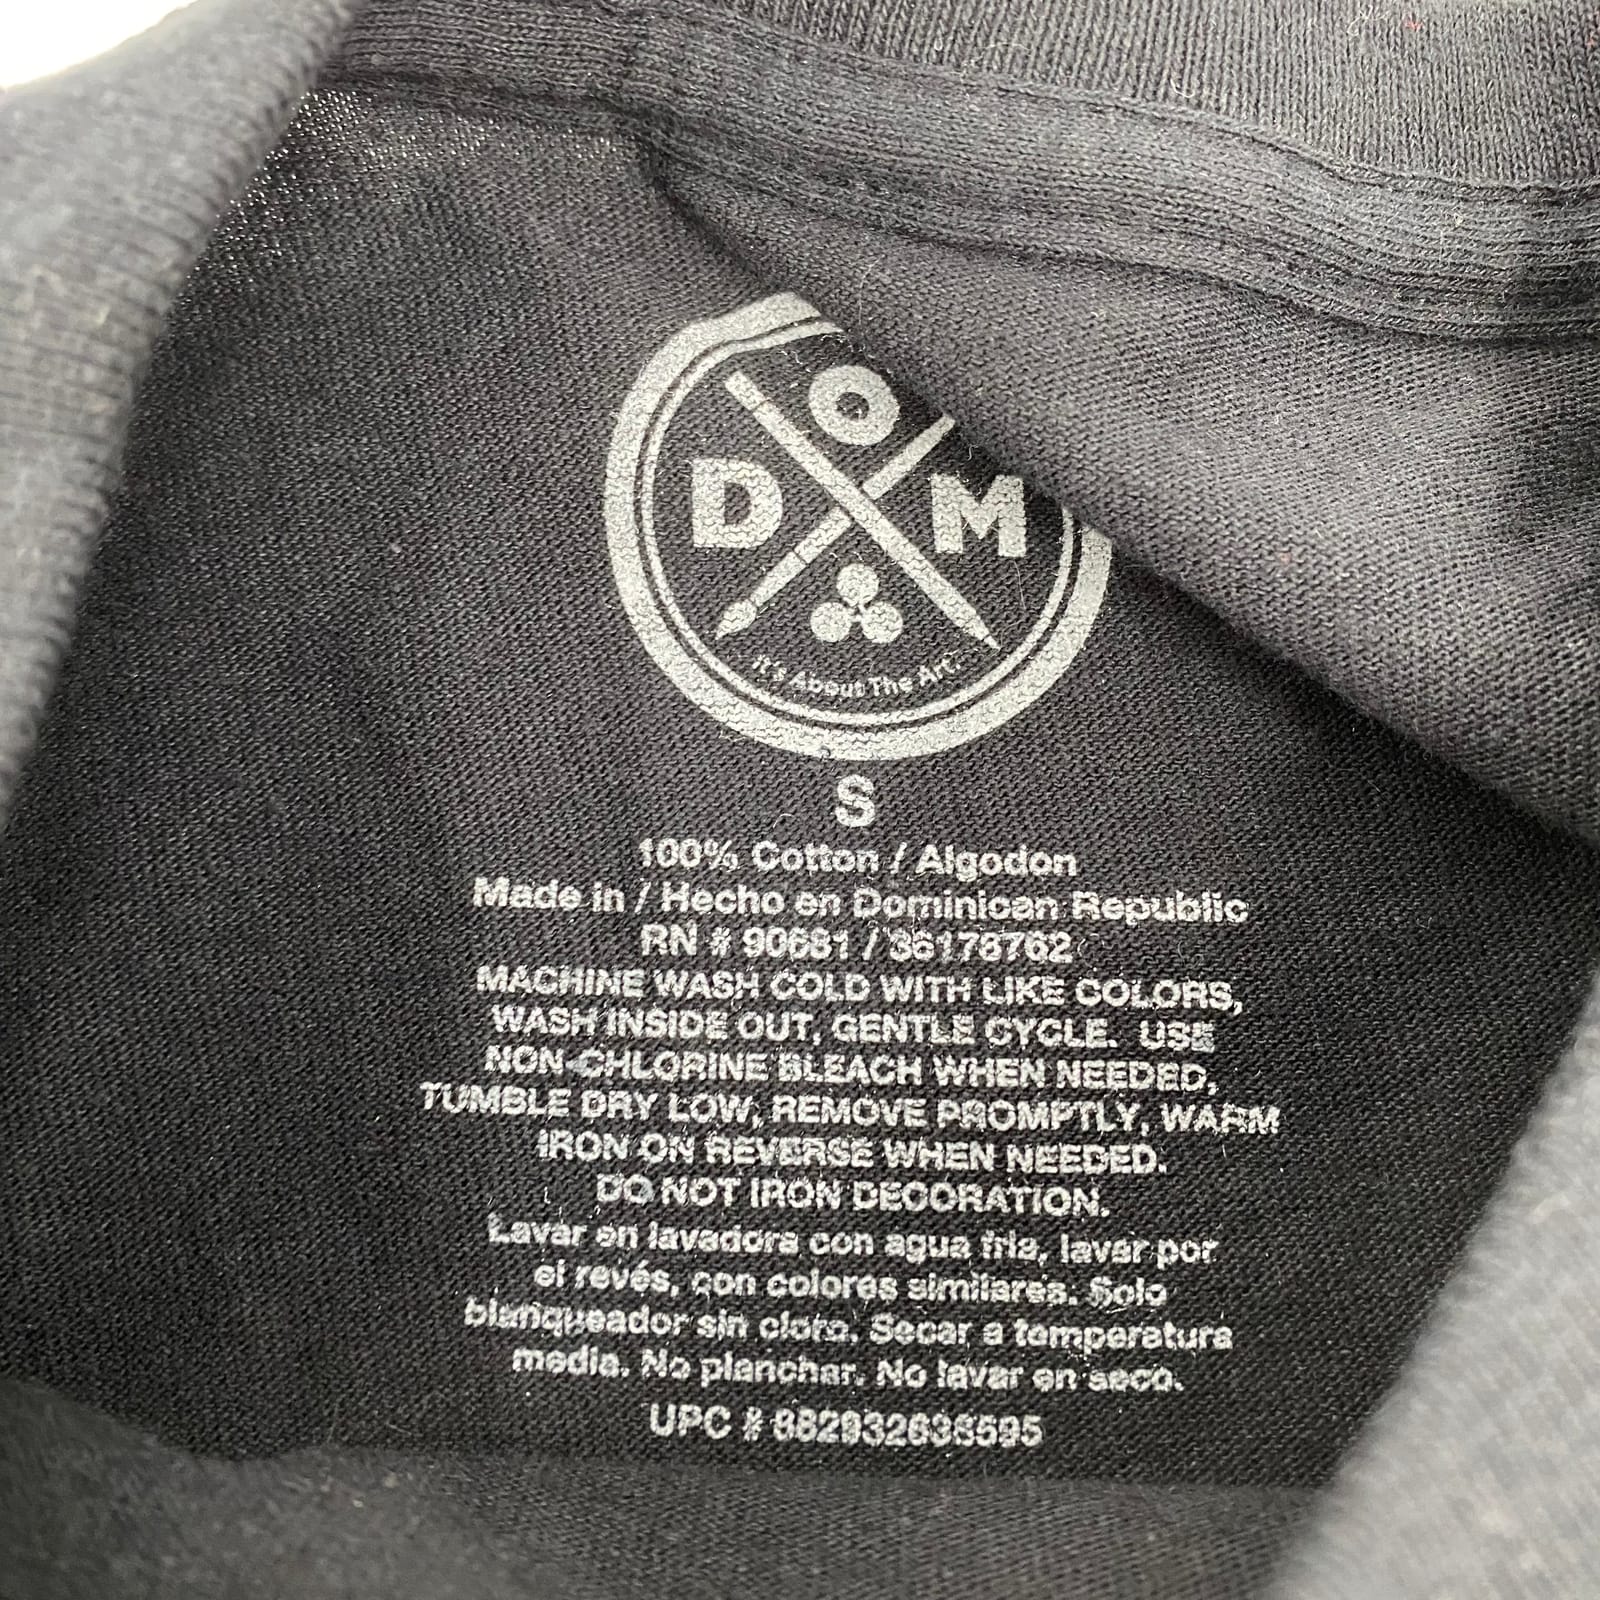 O
D M
It's About The Art.
S
100% Cotton / Algodon
Made in / Hecho en Dominican Republic
RN # 90681 / 36178762
MACHINE WASH COLD WITH LIKE COLORS,
WASH INSIDE OUT, GENTLE CYCLE. USE
NON-CHLORINE BLEACH WHEN NEEDED,
TUMBLE DRY LOW, REMOVE PROMPTLY, WARM
IRON ON REVERSE WHEN NEEDED.
DO NOT IRON DECORATION.
Lavar en lavadora con agua fria, lavar por
el revés, con colores similares. Solo
blanqueador sin cloro. Secar a temperatura
media. No planchar. No lavar en seco.
UPC #